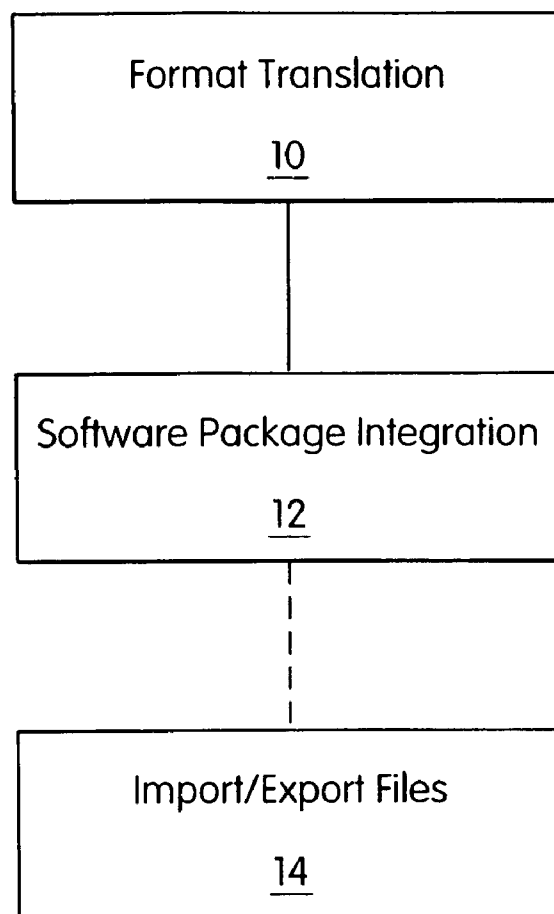 Format Translation
10
Software Package Integration
12
Import/Export Files
14